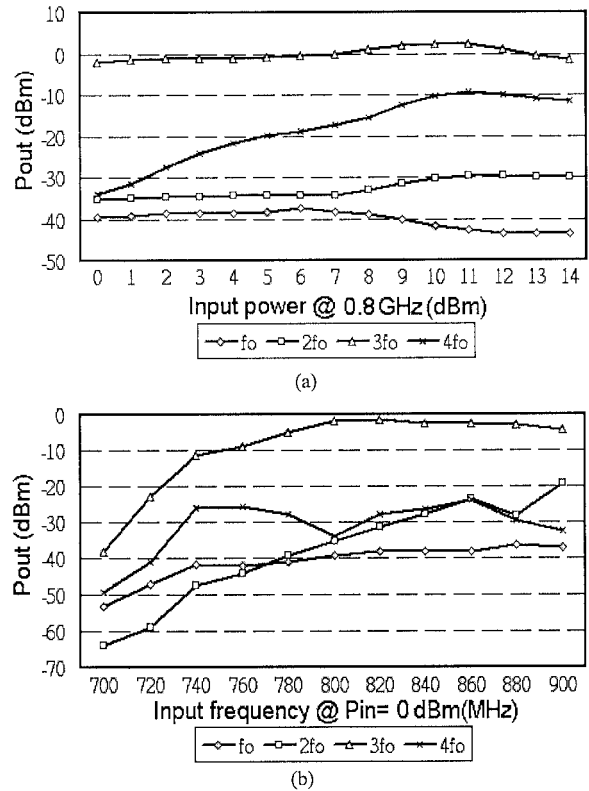 10
0
-10
-20
-30
-40
-50
Pout (dBm)
0 1 2 3 4 5 6 7 8 9 10 11 12 13 14
Input power @ 0.8GHz(dBm)
fo 2fo 3fo 4fo
(a)
0
-10
-20
-30
-40
-50
-60
-70
Pout (dBm)
700 720 740 760 780 800 820 840 860 880 900
Input frequency @ Pin= 0 dBm(MHz)
fo 2fo 3fo 4fo
(b)